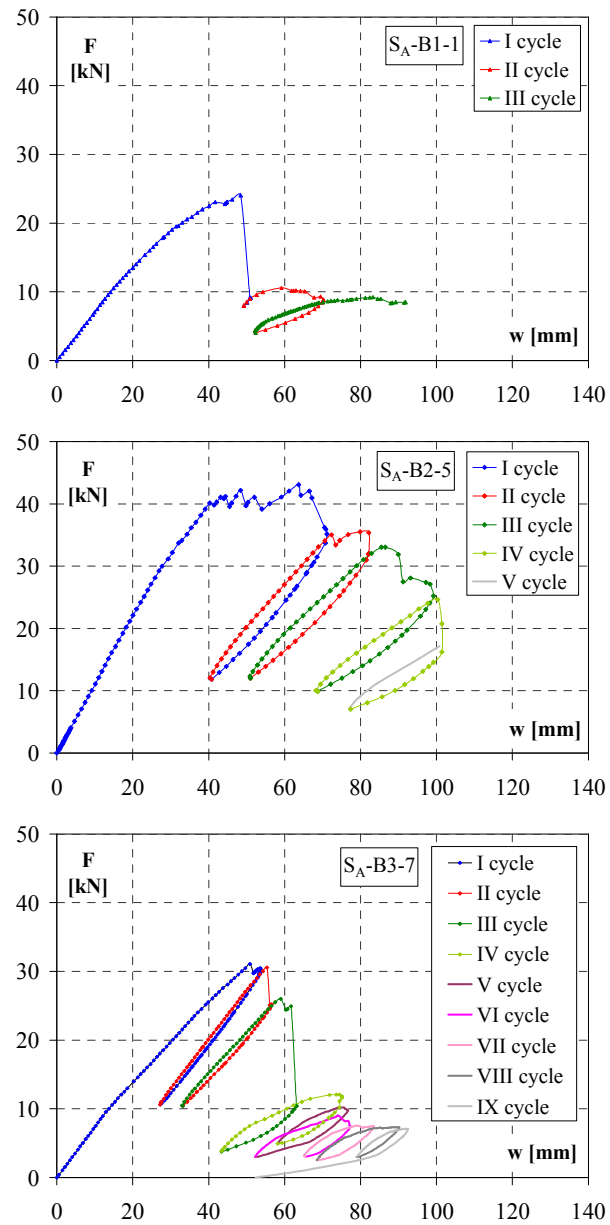 50
F
[kN]
40
30
20
10
0
S_A-B1-1
I cycle
II cycle
III cycle
w [mm]
0 20 40 60 80 100 120 140
50
F
[kN]
40
30
20
10
0
S_A-B2-5
I cycle
II cycle
III cycle
IV cycle
V cycle
w [mm]
0 20 40 60 80 100 120 140
50
F
[kN]
40
30
20
10
0
S_A-B3-7
I cycle
II cycle
III cycle
IV cycle
V cycle
VI cycle
VII cycle
VIII cycle
IX cycle
w [mm]
0 20 40 60 80 100 120 140